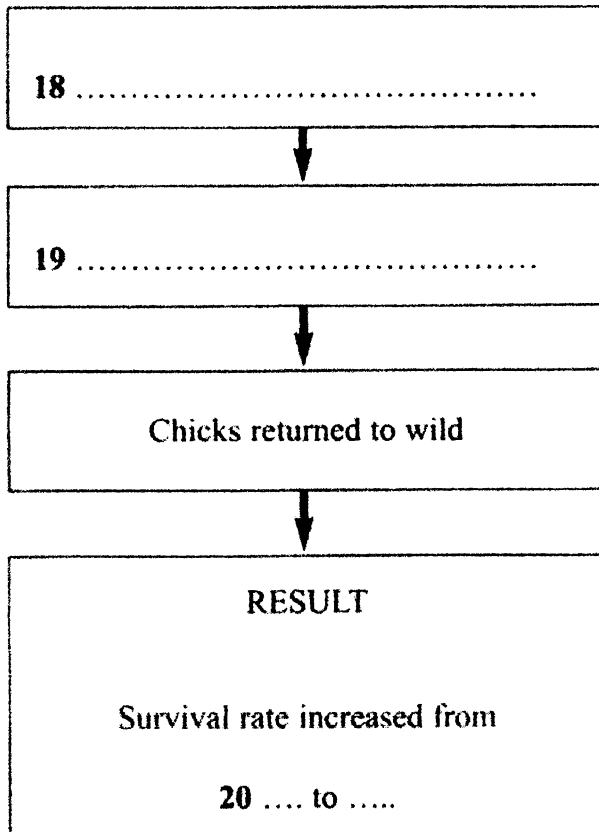 18 ............................................
19 ............................................
Chicks returned to wild
RESULT
Survival rate increased from
20 .... to .....